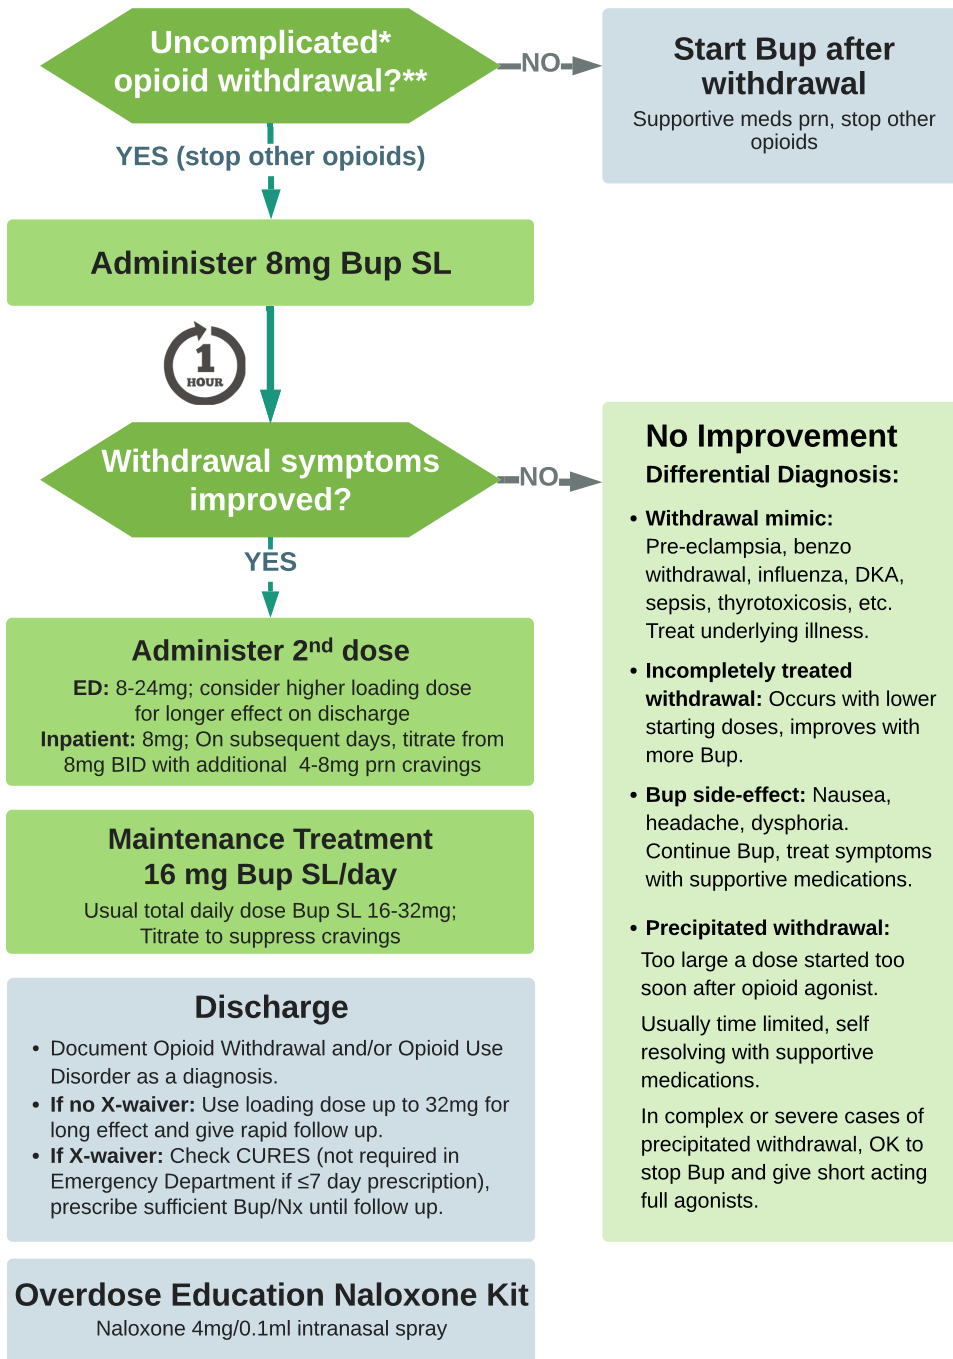 Uncomplicated*
opioid withdrawal?**
NO
Start Bup after
withdrawal
Supportive meds prn, stop other
opioids
YES (stop other opioids)
Administer 8mg Bup SL
1
HOUR
Withdrawal symptoms
improved?
NO
YES
Administer 2nd dose
ED: 8-24mg; consider higher loading dose
for longer effect on discharge
Inpatient: 8mg; On subsequent days, titrate from
8mg BID with additional 4-8mg prn cravings
Maintenance Treatment
16 mg Bup SL/day
Usual total daily dose Bup SL 16-32mg;
Titrate to suppress cravings
Discharge
• Document Opioid Withdrawal and/or Opioid Use
Disorder as a diagnosis.
• If no X-waiver: Use loading dose up to 32mg for
long effect and give rapid follow up.
• If X-waiver: Check CURES (not required in
Emergency Department if ≤7 day prescription),
prescribe sufficient Bup/Nx until follow up.
Overdose Education Naloxone Kit
Naloxone 4mg/0.1ml intranasal spray
No Improvement
Differential Diagnosis:
• Withdrawal mimic:
Pre-eclampsia, benzo
withdrawal, influenza, DKA,
sepsis, thyrotoxicosis, etc.
Treat underlying illness.
• Incompletely treated
withdrawal: Occurs with lower
starting doses, improves with
more Bup.
• Bup side-effect: Nausea,
headache, dysphoria.
Continue Bup, treat symptoms
with supportive medications.
• Precipitated withdrawal:
Too large a dose started too
soon after opioid agonist.
Usually time limited, self
resolving with supportive
medications.
In complex or severe cases of
precipitated withdrawal, OK to
stop Bup and give short acting
full agonists.